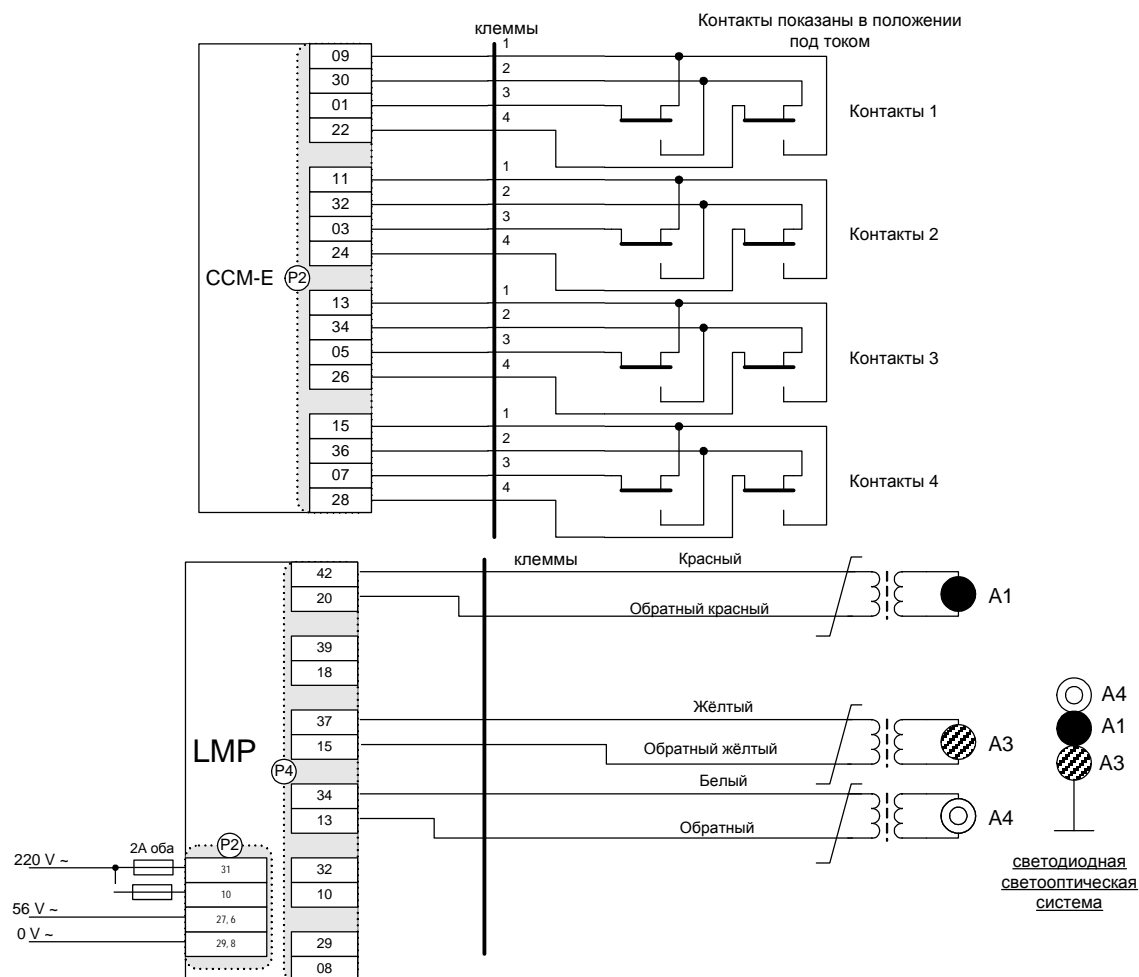 клеммы
Контакты показаны в положении
под током
09
30
01
22
1
2
3
4
Контакты 1
11
32
03
24
1
2
3
4
Контакты 2
CCM-E
P2
13
34
05
26
1
2
3
4
Контакты 3
15
36
07
28
1
2
3
4
Контакты 4
клеммы
LMP
P4
42
20
Красный
Обратный красный
A1
39
18
37
15
Жёлтый
Обратный жёлтый
A3
34
13
Белый
Обратный
A4
A4
A1
A3
светодиодная
светооптическая
система
32
10
29
08
P2
220 V ~
2А оба
31
10
56 V ~
27, 6
0 V ~
29, 8